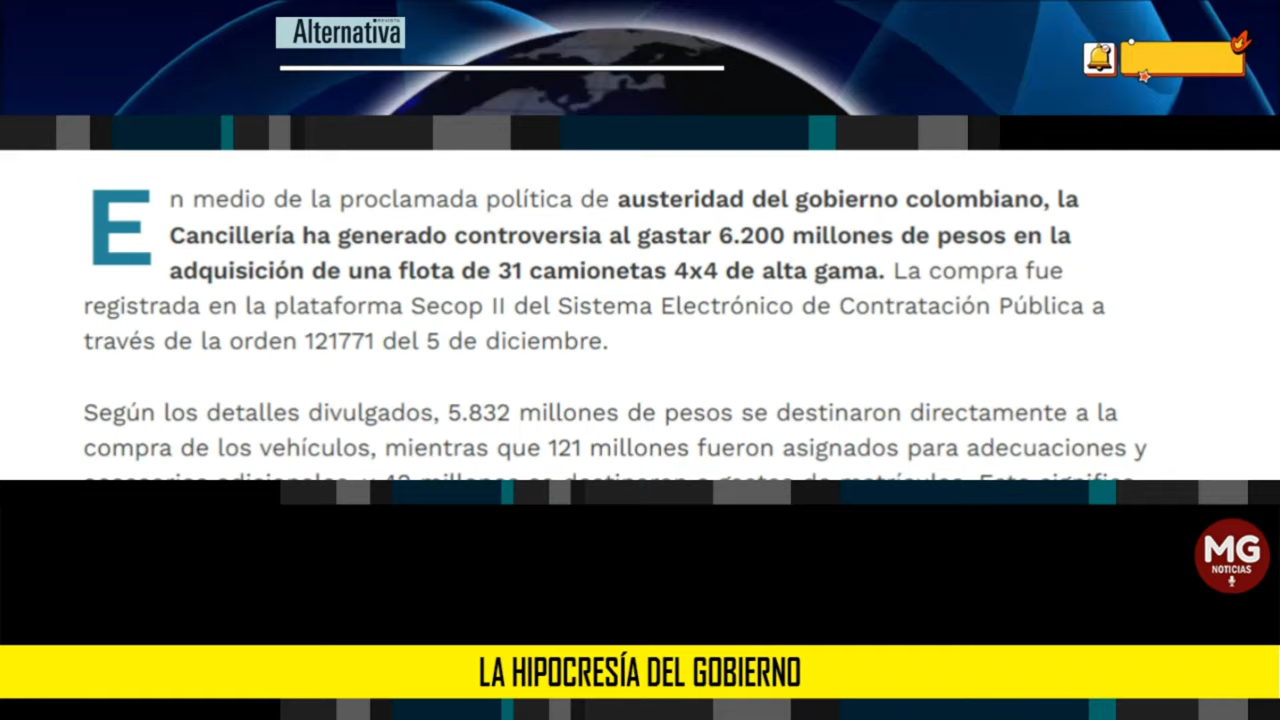 REVISTA
Alternativa
En medio de la proclamada política de austeridad del gobierno colombiano, la
Cancillería ha generado controversia al gastar 6.200 millones de pesos en la
adquisición de una flota de 31 camionetas 4x4 de alta gama. La compra fue
registrada en la plataforma Secop II del Sistema Electrónico de Contratación Pública a
través de la orden 121771 del 5 de diciembre.
Según los detalles divulgados, 5.832 millones de pesos se destinaron directamente a la
compra de los vehículos, mientras que 121 millones fueron asignados para adecuaciones y
MG
NOTICIAS
LA HIPOCRESÍA DEL GOBIERNO